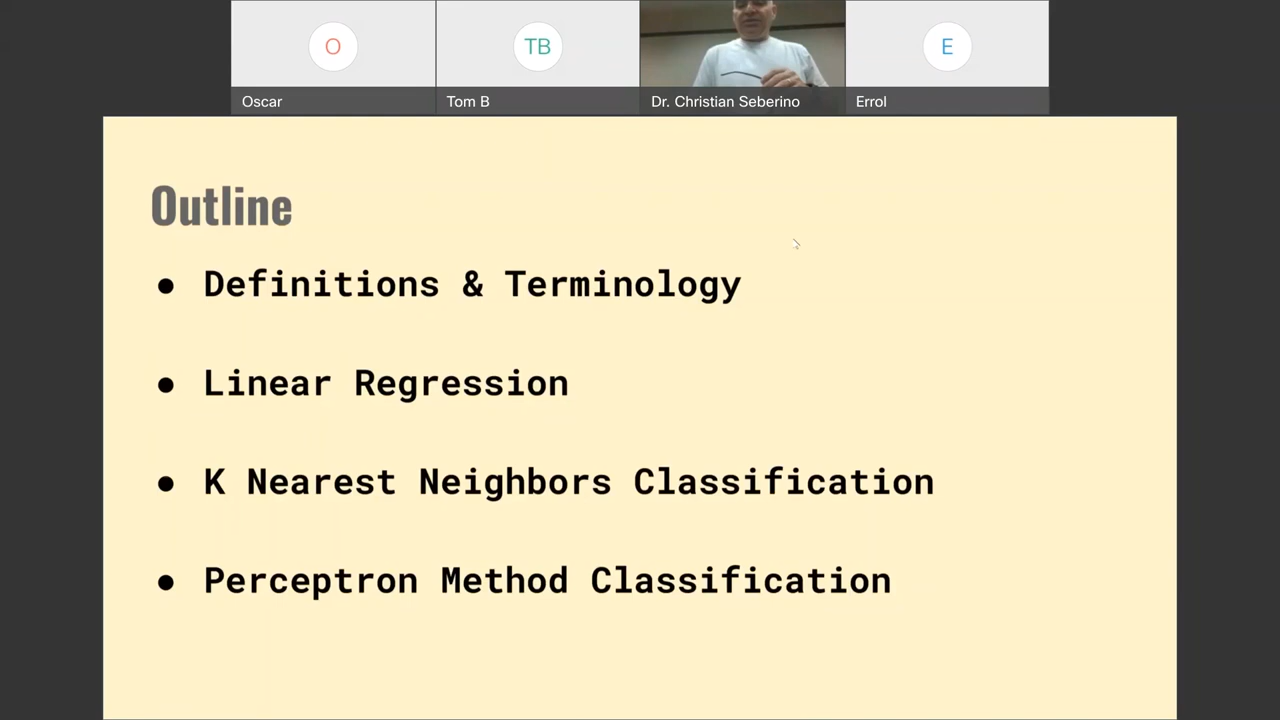 O
TB
E
Oscar
Tom B
Dr. Christian Seberino
Errol
Outline
● Definitions & Terminology
● Linear Regression
● K Nearest Neighbors Classification
● Perceptron Method Classification